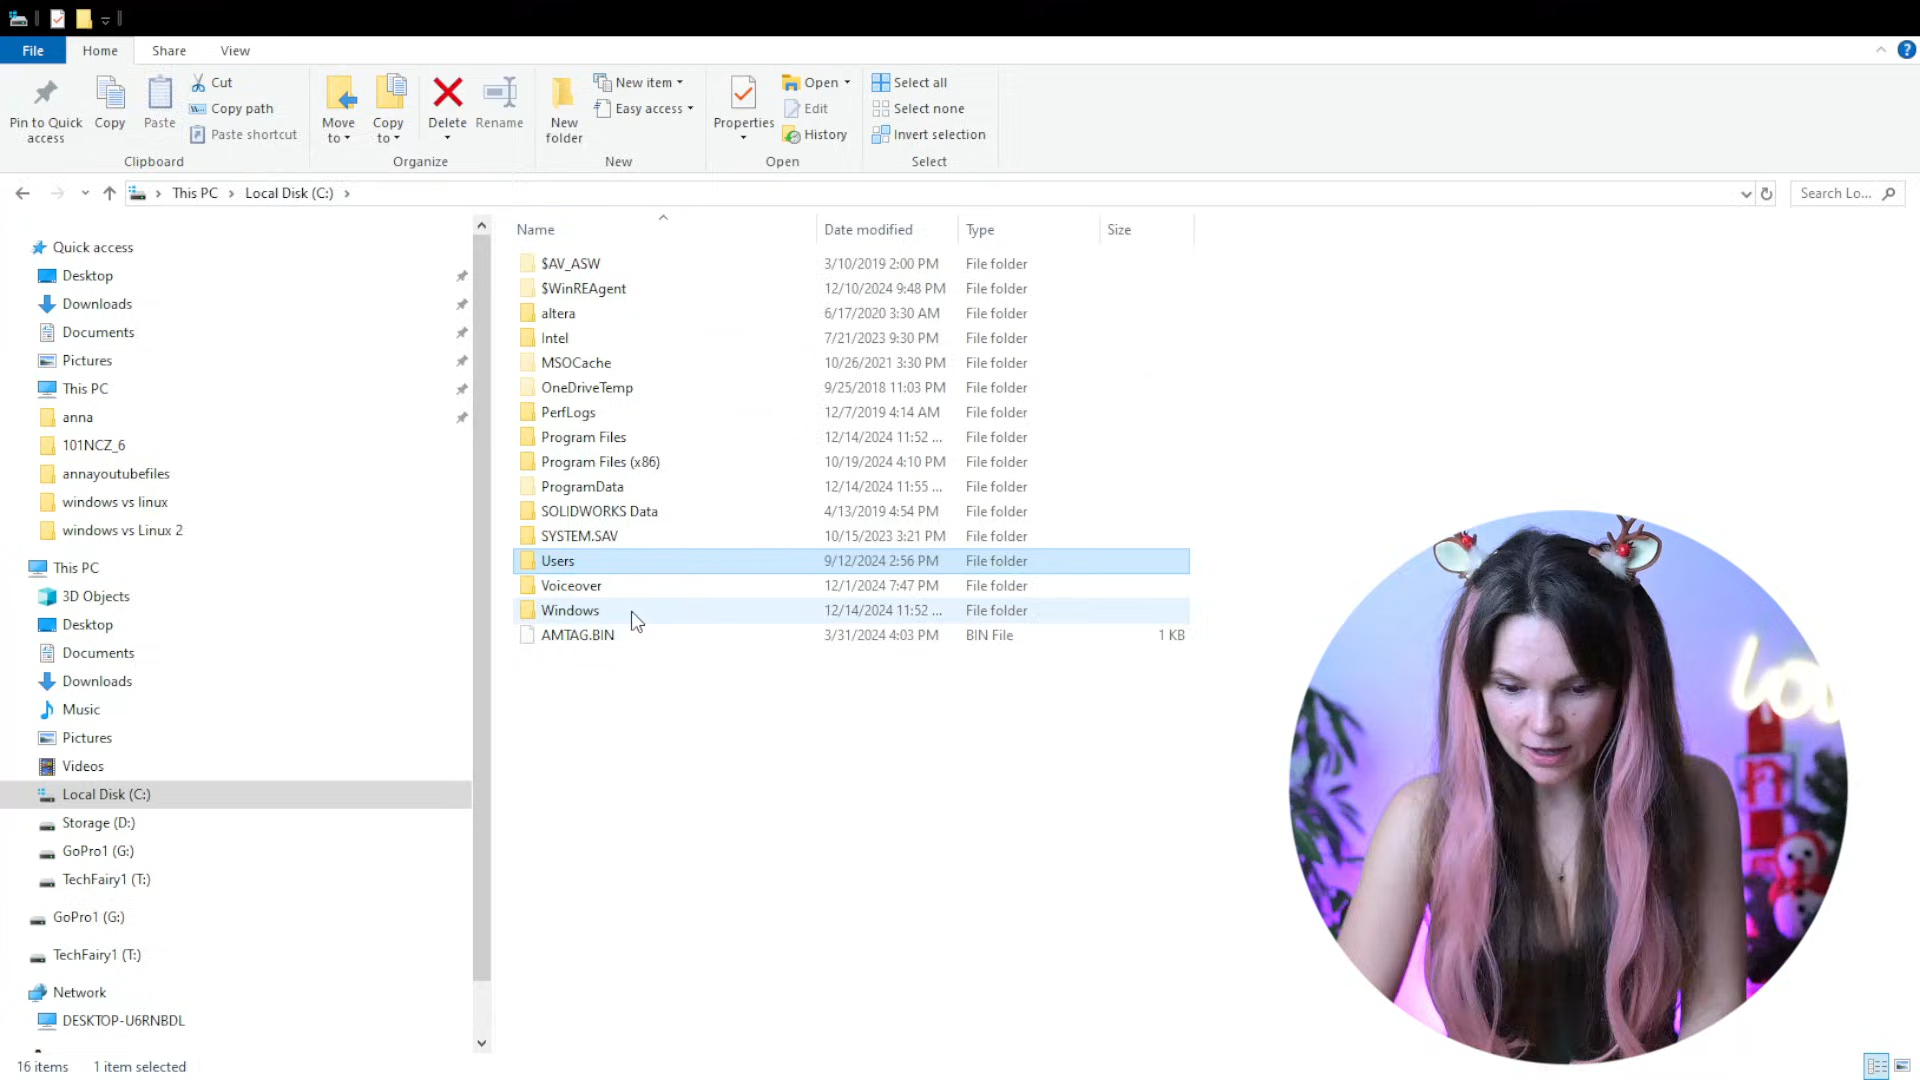 File Home Share View
Pin to Quick access
Copy
Paste
Cut
Copy path
Paste shortcut
Clipboard
Move to
Copy to
Delete
Rename
Organize
New folder
New item
Easy access
New
Properties
Open
Edit
History
Open
Select all
Select none
Invert selection
Select
This PC > Local Disk (C:) >
Search Lo...
Quick access
Desktop
Downloads
Documents
Pictures
This PC
anna
101NCZ_6
annayoutubefiles
windows vs linux
windows vs Linux 2
This PC
3D Objects
Desktop
Documents
Downloads
Music
Pictures
Videos
Local Disk (C:)
Storage (D:)
GoPro1 (G:)
TechFairy1 (T:)
GoPro1 (G:)
TechFairy1 (T:)
Network
DESKTOP-U6RNBDL
Name Date modified Type Size
$AV_ASW 3/10/2019 2:00 PM File folder
$WinREAgent 12/10/2024 9:48 PM File folder
altera 6/17/2020 3:30 AM File folder
Intel 7/21/2023 9:30 PM File folder
MSOCache 10/26/2021 3:30 PM File folder
OneDriveTemp 9/25/2018 11:03 PM File folder
PerfLogs 12/7/2019 4:14 AM File folder
Program Files 12/14/2024 11:52 ... File folder
Program Files (x86) 10/19/2024 4:10 PM File folder
ProgramData 12/14/2024 11:55 ... File folder
SOLIDWORKS Data 4/13/2019 4:54 PM File folder
SYSTEM.SAV 10/15/2023 3:21 PM File folder
Users 9/12/2024 2:56 PM File folder
Voiceover 12/1/2024 7:47 PM File folder
Windows 12/14/2024 11:52 ... File folder
AMTAG.BIN 3/31/2024 4:03 PM BIN File 1 KB
16 items 1 item selected